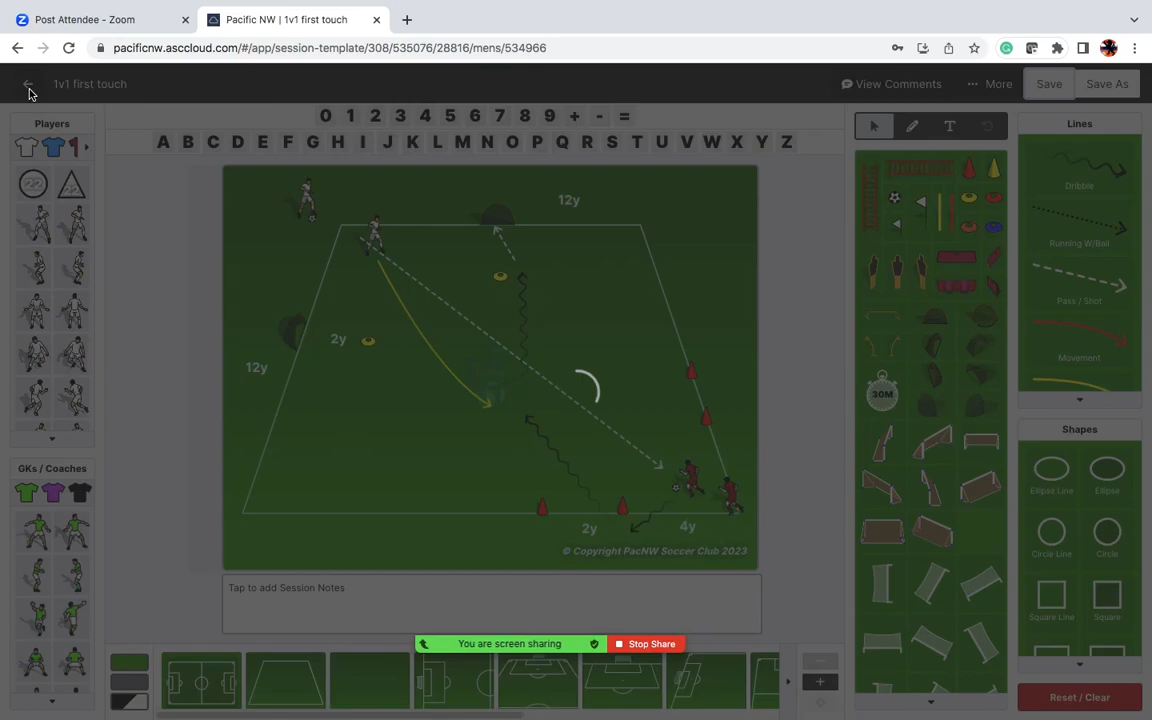 Post Attendee - Zoom
Pacific NW | 1v1 first touch
pacificnw.asccloud.com/#/app/session-template/308/535076/28816/mens/534966
1v1 first touch
View Comments
More
Save
Save As
Players
0 1 2 3 4 5 6 7 8 9 + - =
A B C D E F G H I J K L M N O P Q R S T U V W X Y Z
T
Lines
22
22
Dribble
Running W/Ball
Pass / Shot
Movement
12y
2y
12y
30M
GKs / Coaches
Shapes
Ellipse Line
Ellipse
Circle Line
Circle
Square Line
Square
2y
4y
© Copyright PacNW Soccer Club 2023
Tap to add Session Notes
You are screen sharing
Stop Share
Reset / Clear